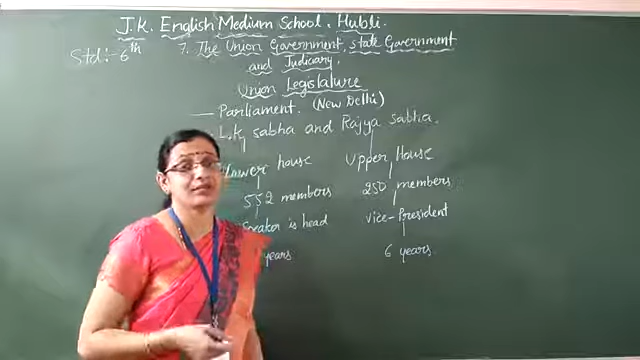 J.K. English Medium School, Hubli.
Std:- 6th
7. The Union Government, State Government
and Judiciary.
Union Legislature
— Parliament. (New Delhi)
L.K sabha and Rajya sabha.
lower house Upper House
552 members 250 members
Speaker is head Vice-President
years 6 years